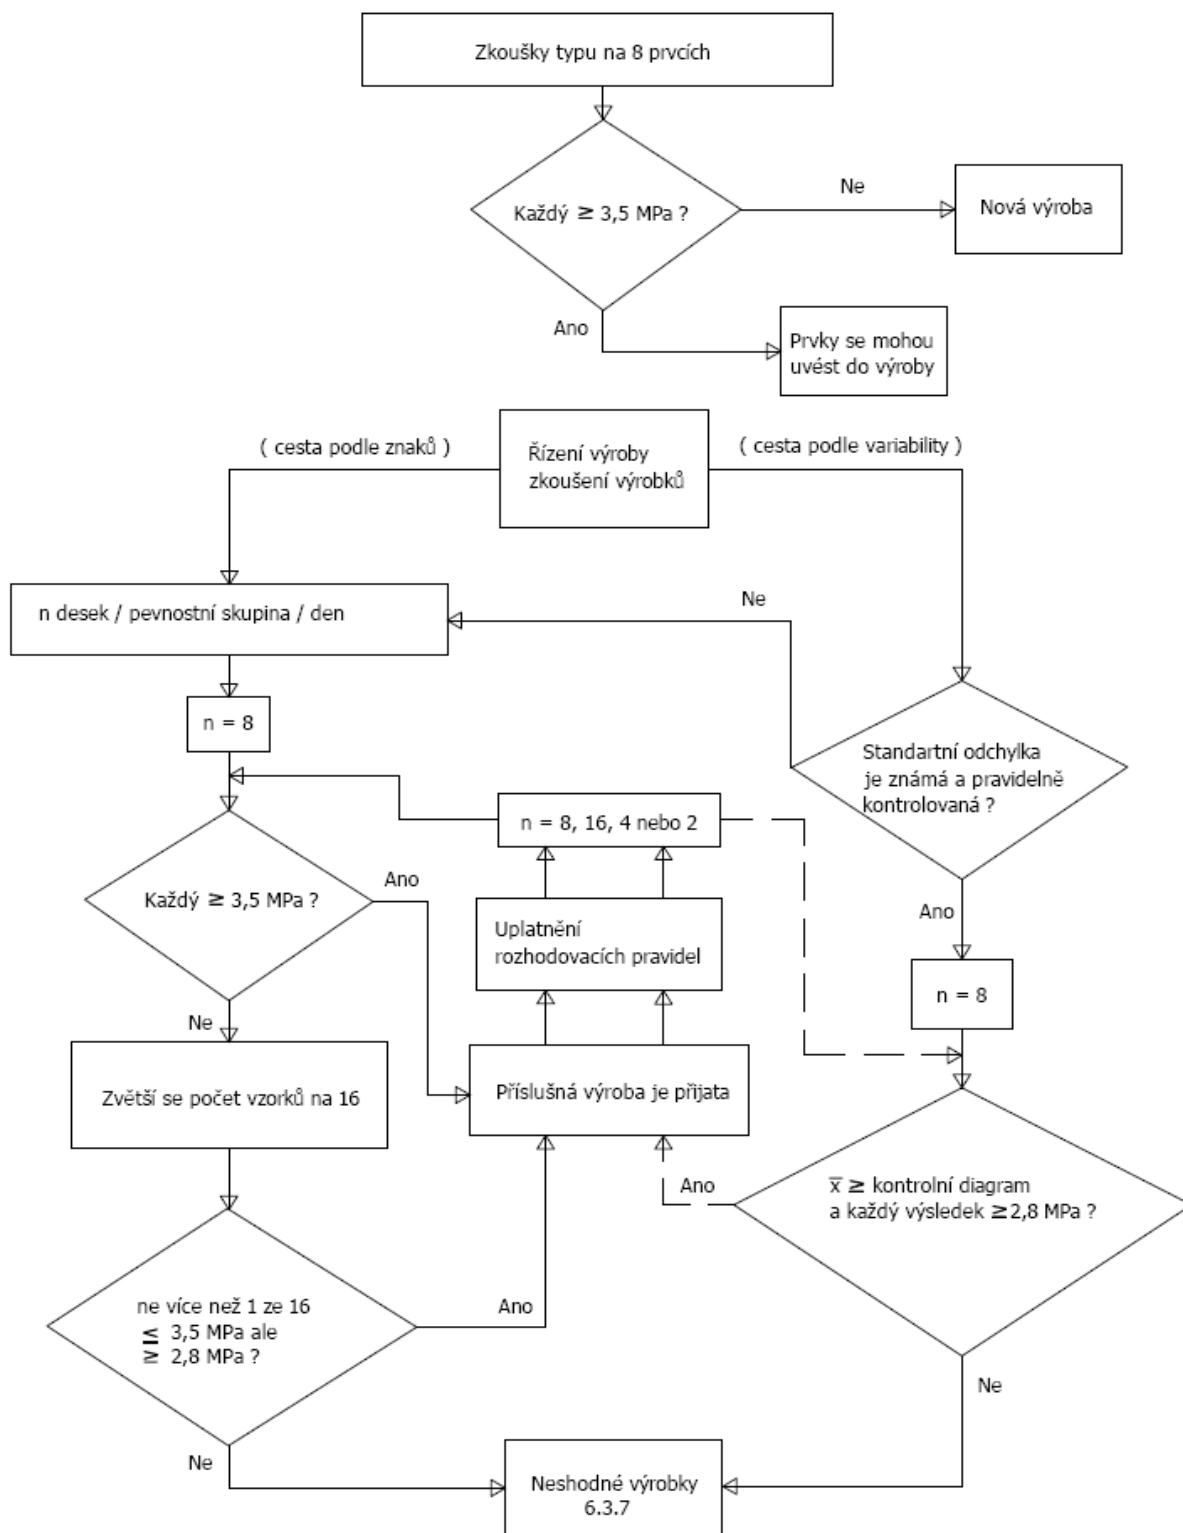 Zkoušky typu na 8 prvcích
Každý ≥ 3,5 MPa ?
Ne
Nová výroba
Ano
Prvky se mohou
uvést do výroby
( cesta podle znaků )
Řízení výroby
zkoušení výrobků
( cesta podle variability )
n desek / pevnostní skupina / den
Ne
n = 8
Standartní odchylka
je známá a pravidelně
kontrolovaná ?
n = 8, 16, 4 nebo 2
Každý ≥ 3,5 MPa ?
Ano
Uplatnění
rozhodovacích pravidel
Ano
n = 8
Ne
Zvětší se počet vzorků na 16
Příslušná výroba je přijata
Ano
x̅ ≥ kontrolní diagram
a každý výsledek ≥2,8 MPa ?
ne více než 1 ze 16
≤ 3,5 MPa ale
≥ 2,8 MPa ?
Ano
Ne
Ne
Neshodné výrobky
6.3.7